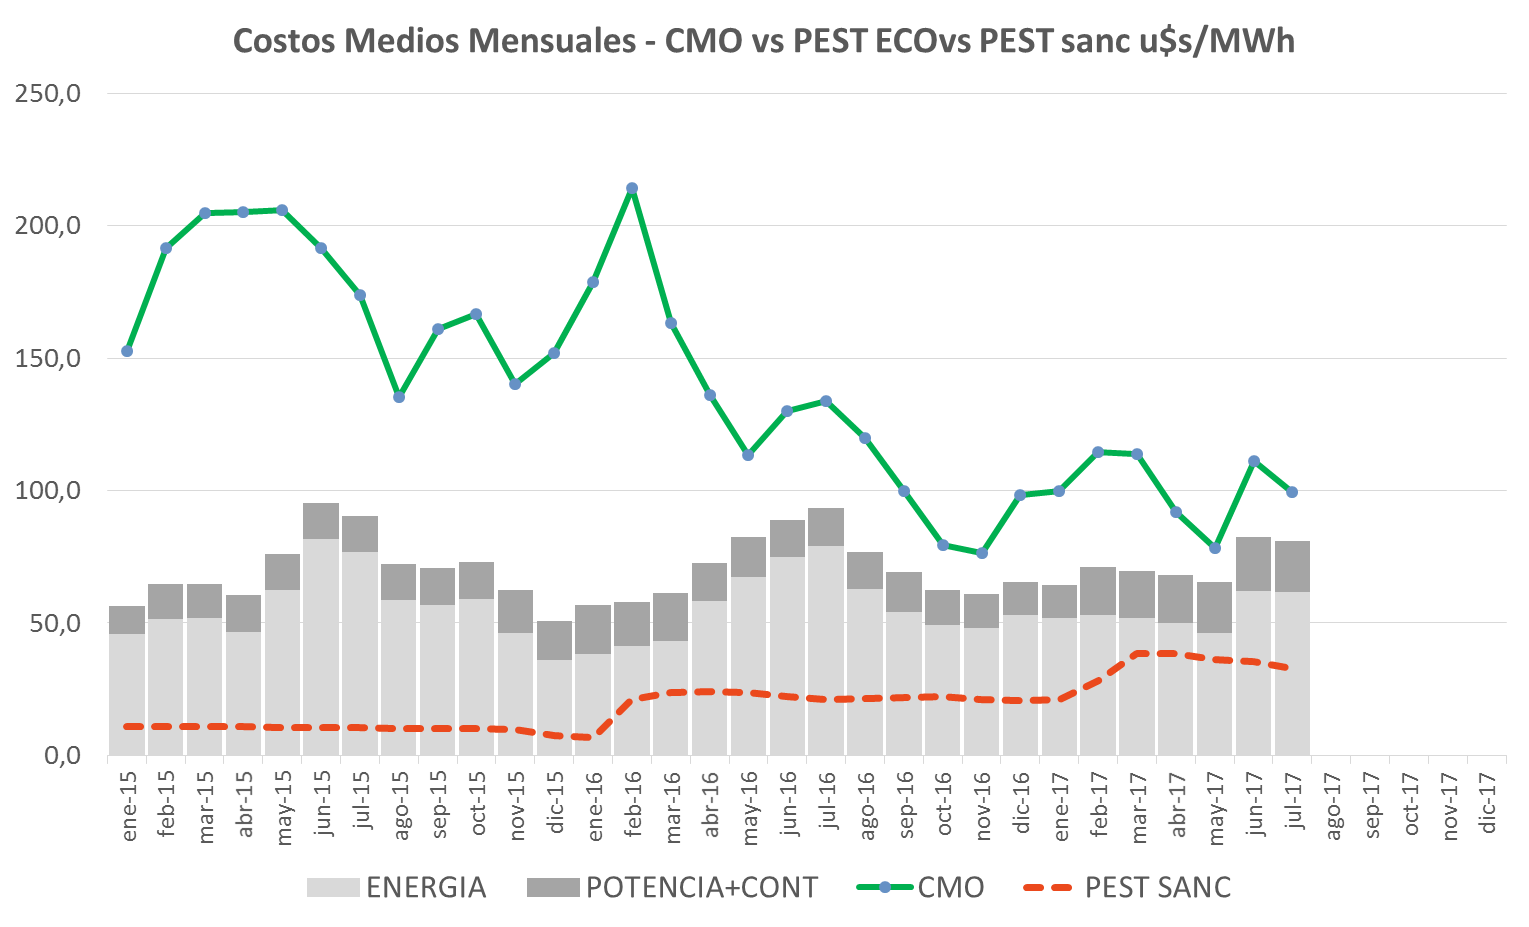 Costos Medios Mensuales - CMO vs PEST ECOvs PEST sanc u$s/MWh
250,0
200,0
150,0
100,0
50,0
0,0
ene-15
feb-15
mar-15
abr-15
may-15
jun-15
jul-15
ago-15
sep-15
oct-15
nov-15
dic-15
ene-16
feb-16
mar-16
abr-16
may-16
jun-16
jul-16
ago-16
sep-16
oct-16
nov-16
dic-16
ene-17
feb-17
mar-17
abr-17
may-17
jun-17
jul-17
ago-17
sep-17
oct-17
nov-17
dic-17
ENERGIA POTENCIA+CONT CMO PEST SANC